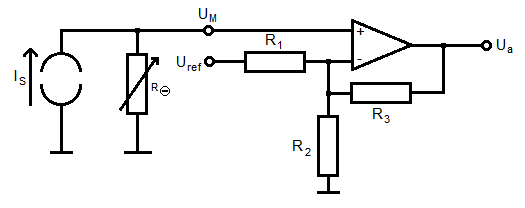 U_M
+
R_1
U_ref
-
U_a
I_S
R_Θ
R_3
R_2